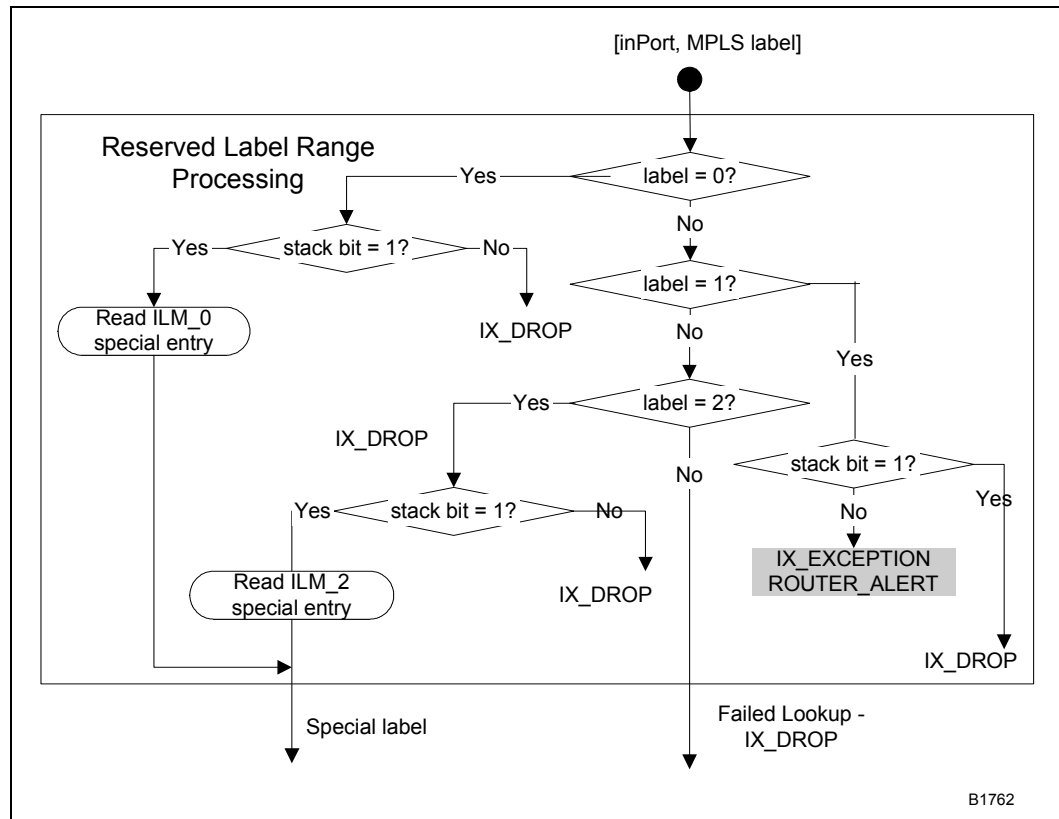 [inPort, MPLS label]
Reserved Label Range
Processing
Yes
label = 0?
No
Yes
stack bit = 1?
No
label = 1?
Read ILM_0
special entry
IX_DROP
No
Yes
Yes
label = 2?
IX_DROP
No
stack bit = 1?
Yes
stack bit = 1?
No
No
Yes
IX_EXCEPTION
ROUTER_ALERT
Read ILM_2
special entry
IX_DROP
IX_DROP
Special label
Failed Lookup -
IX_DROP
B1762